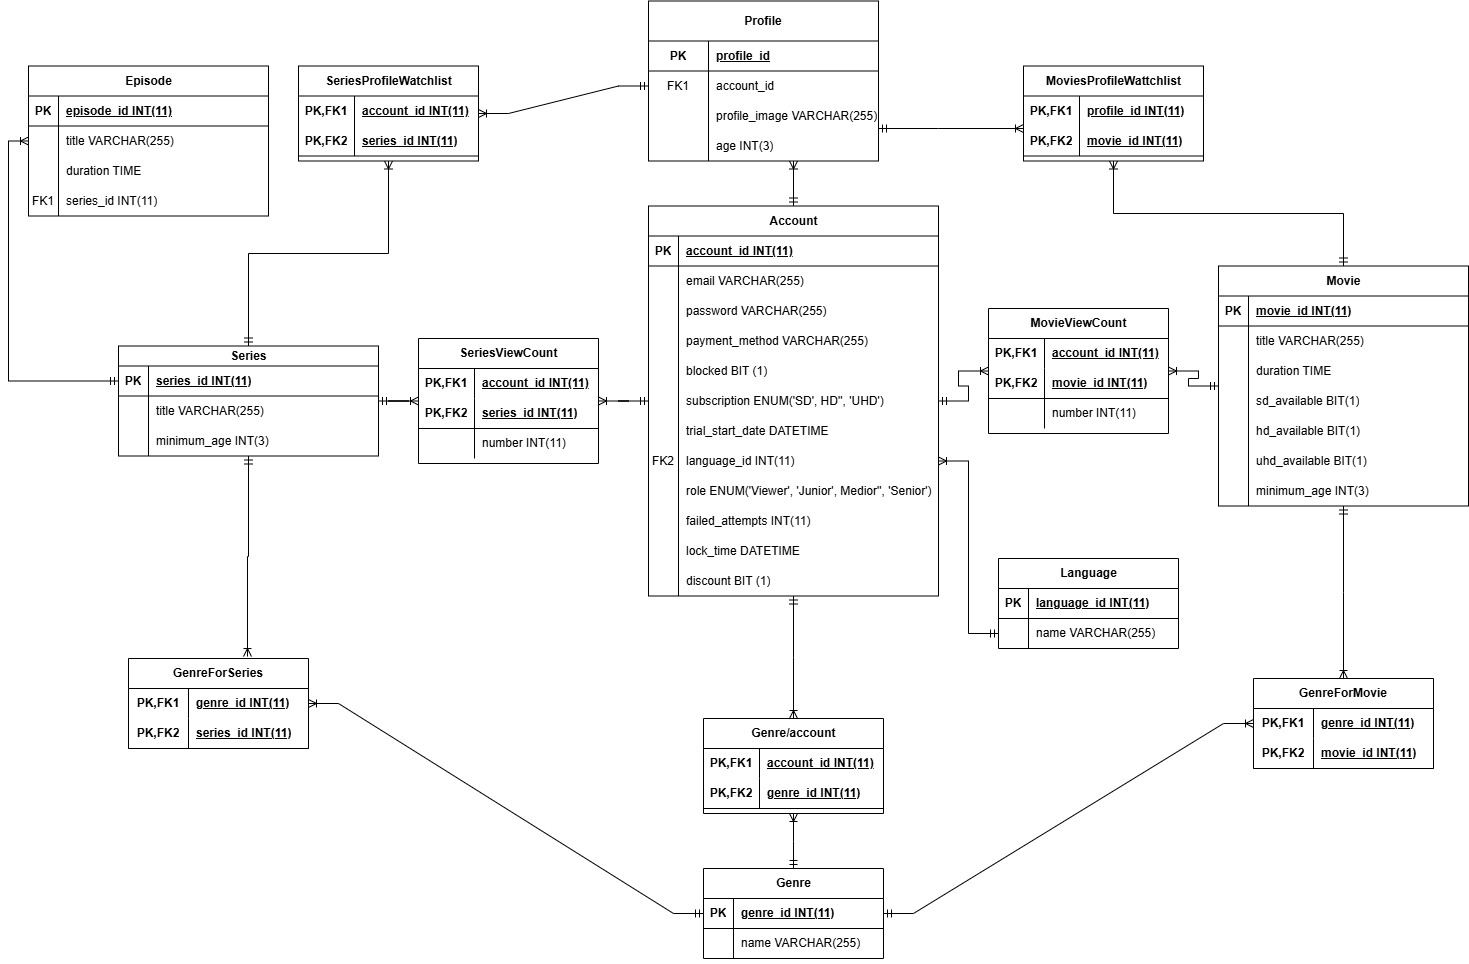 Profile
PK profile_id
FK1 account_id
profile_image VARCHAR(255)
age INT(3)
Episode
PK episode_id INT(11)
title VARCHAR(255)
duration TIME
FK1 series_id INT(11)
SeriesProfileWatchlist
PK,FK1 account_id INT(11)
PK,FK2 series_id INT(11)
MoviesProfileWattchlist
PK,FK1 profile_id INT(11)
PK,FK2 movie_id INT(11)
Account
PK account_id INT(11)
email VARCHAR(255)
password VARCHAR(255)
payment_method VARCHAR(255)
blocked BIT (1)
subscription ENUM('SD', HD'', 'UHD')
trial_start_date DATETIME
FK2 language_id INT(11)
role ENUM('Viewer', 'Junior', Medior'', 'Senior')
failed_attempts INT(11)
lock_time DATETIME
discount BIT (1)
Movie
PK movie_id INT(11)
title VARCHAR(255)
duration TIME
sd_available BIT(1)
hd_available BIT(1)
uhd_available BIT(1)
minimum_age INT(3)
MovieViewCount
PK,FK1 account_id INT(11)
PK,FK2 movie_id INT(11)
number INT(11)
Series
PK series_id INT(11)
title VARCHAR(255)
minimum_age INT(3)
SeriesViewCount
PK,FK1 account_id INT(11)
PK,FK2 series_id INT(11)
number INT(11)
Language
PK language_id INT(11)
name VARCHAR(255)
GenreForSeries
PK,FK1 genre_id INT(11)
PK,FK2 series_id INT(11)
GenreForMovie
PK,FK1 genre_id INT(11)
PK,FK2 movie_id INT(11)
Genre/account
PK,FK1 account_id INT(11)
PK,FK2 genre_id INT(11)
Genre
PK genre_id INT(11)
name VARCHAR(255)